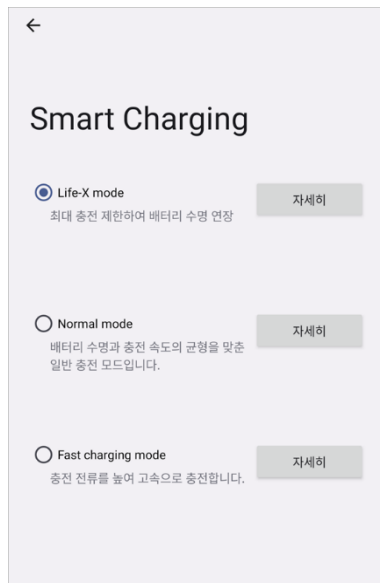 Smart Charging
Life-X mode
자세히
최대 충전 제한하여 배터리 수명 연장
Normal mode
자세히
배터리 수명과 충전 속도의 균형을 맞춘
일반 충전 모드입니다.
Fast charging mode
자세히
충전 전류를 높여 고속으로 충전합니다.